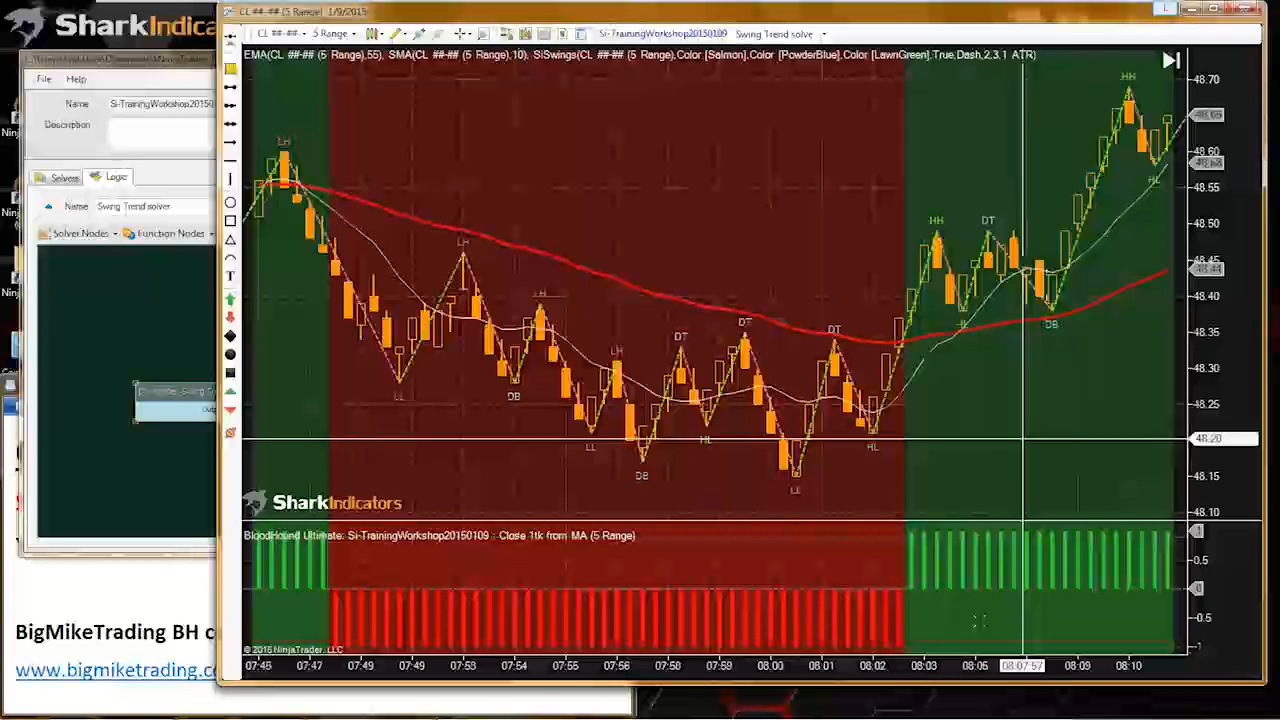 SharkIndica
CL ##-## (5 Range) 1/9/2015
CL ##-##
5 Range
Si-TrainingWorkshop20150109
Swing Trend solve
EMA(CL ##-## (5 Range),55), SMA(CL ##-## (5 Range),10), SiSwings(CL ##-## (5 Range),Color [Salmon],Color [PowderBlue],Color [LawnGreen],True,Dash,2,3,1 ATR)
File
Help
Name
Si-TrainingWorkshop20150
Description
Solvers
Logic
Name
Swing Trend solver
Solver Nodes
Function Nodes
Ninj
Ninj
Ninj
LH
LH
LH
LH
DT
DT
DT
HH
DT
HH
LL
DB
LL
DB
HL
LL
HL
HL
DB
HL
48.70
48.60
48.55
48.50
48.45
48.44
48.40
48.35
48.30
48.25
48.20
48.15
48.10
SharkIndicators
BloodHound Ultimate: Si-TrainingWorkshop20150109 : Close 1tk from MA (5 Range)
1
0.5
0
-0.5
-1
© 2015 NinjaTrader, LLC
07:45
07:47
07:49
07:49
07:53
07:54
07:55
07:56
07:57
07:59
08:00
08:01
08:02
08:03
08:05
08:07:57
08:09
08:10
BigMikeTrading BH c
www.bigmiketrading.co